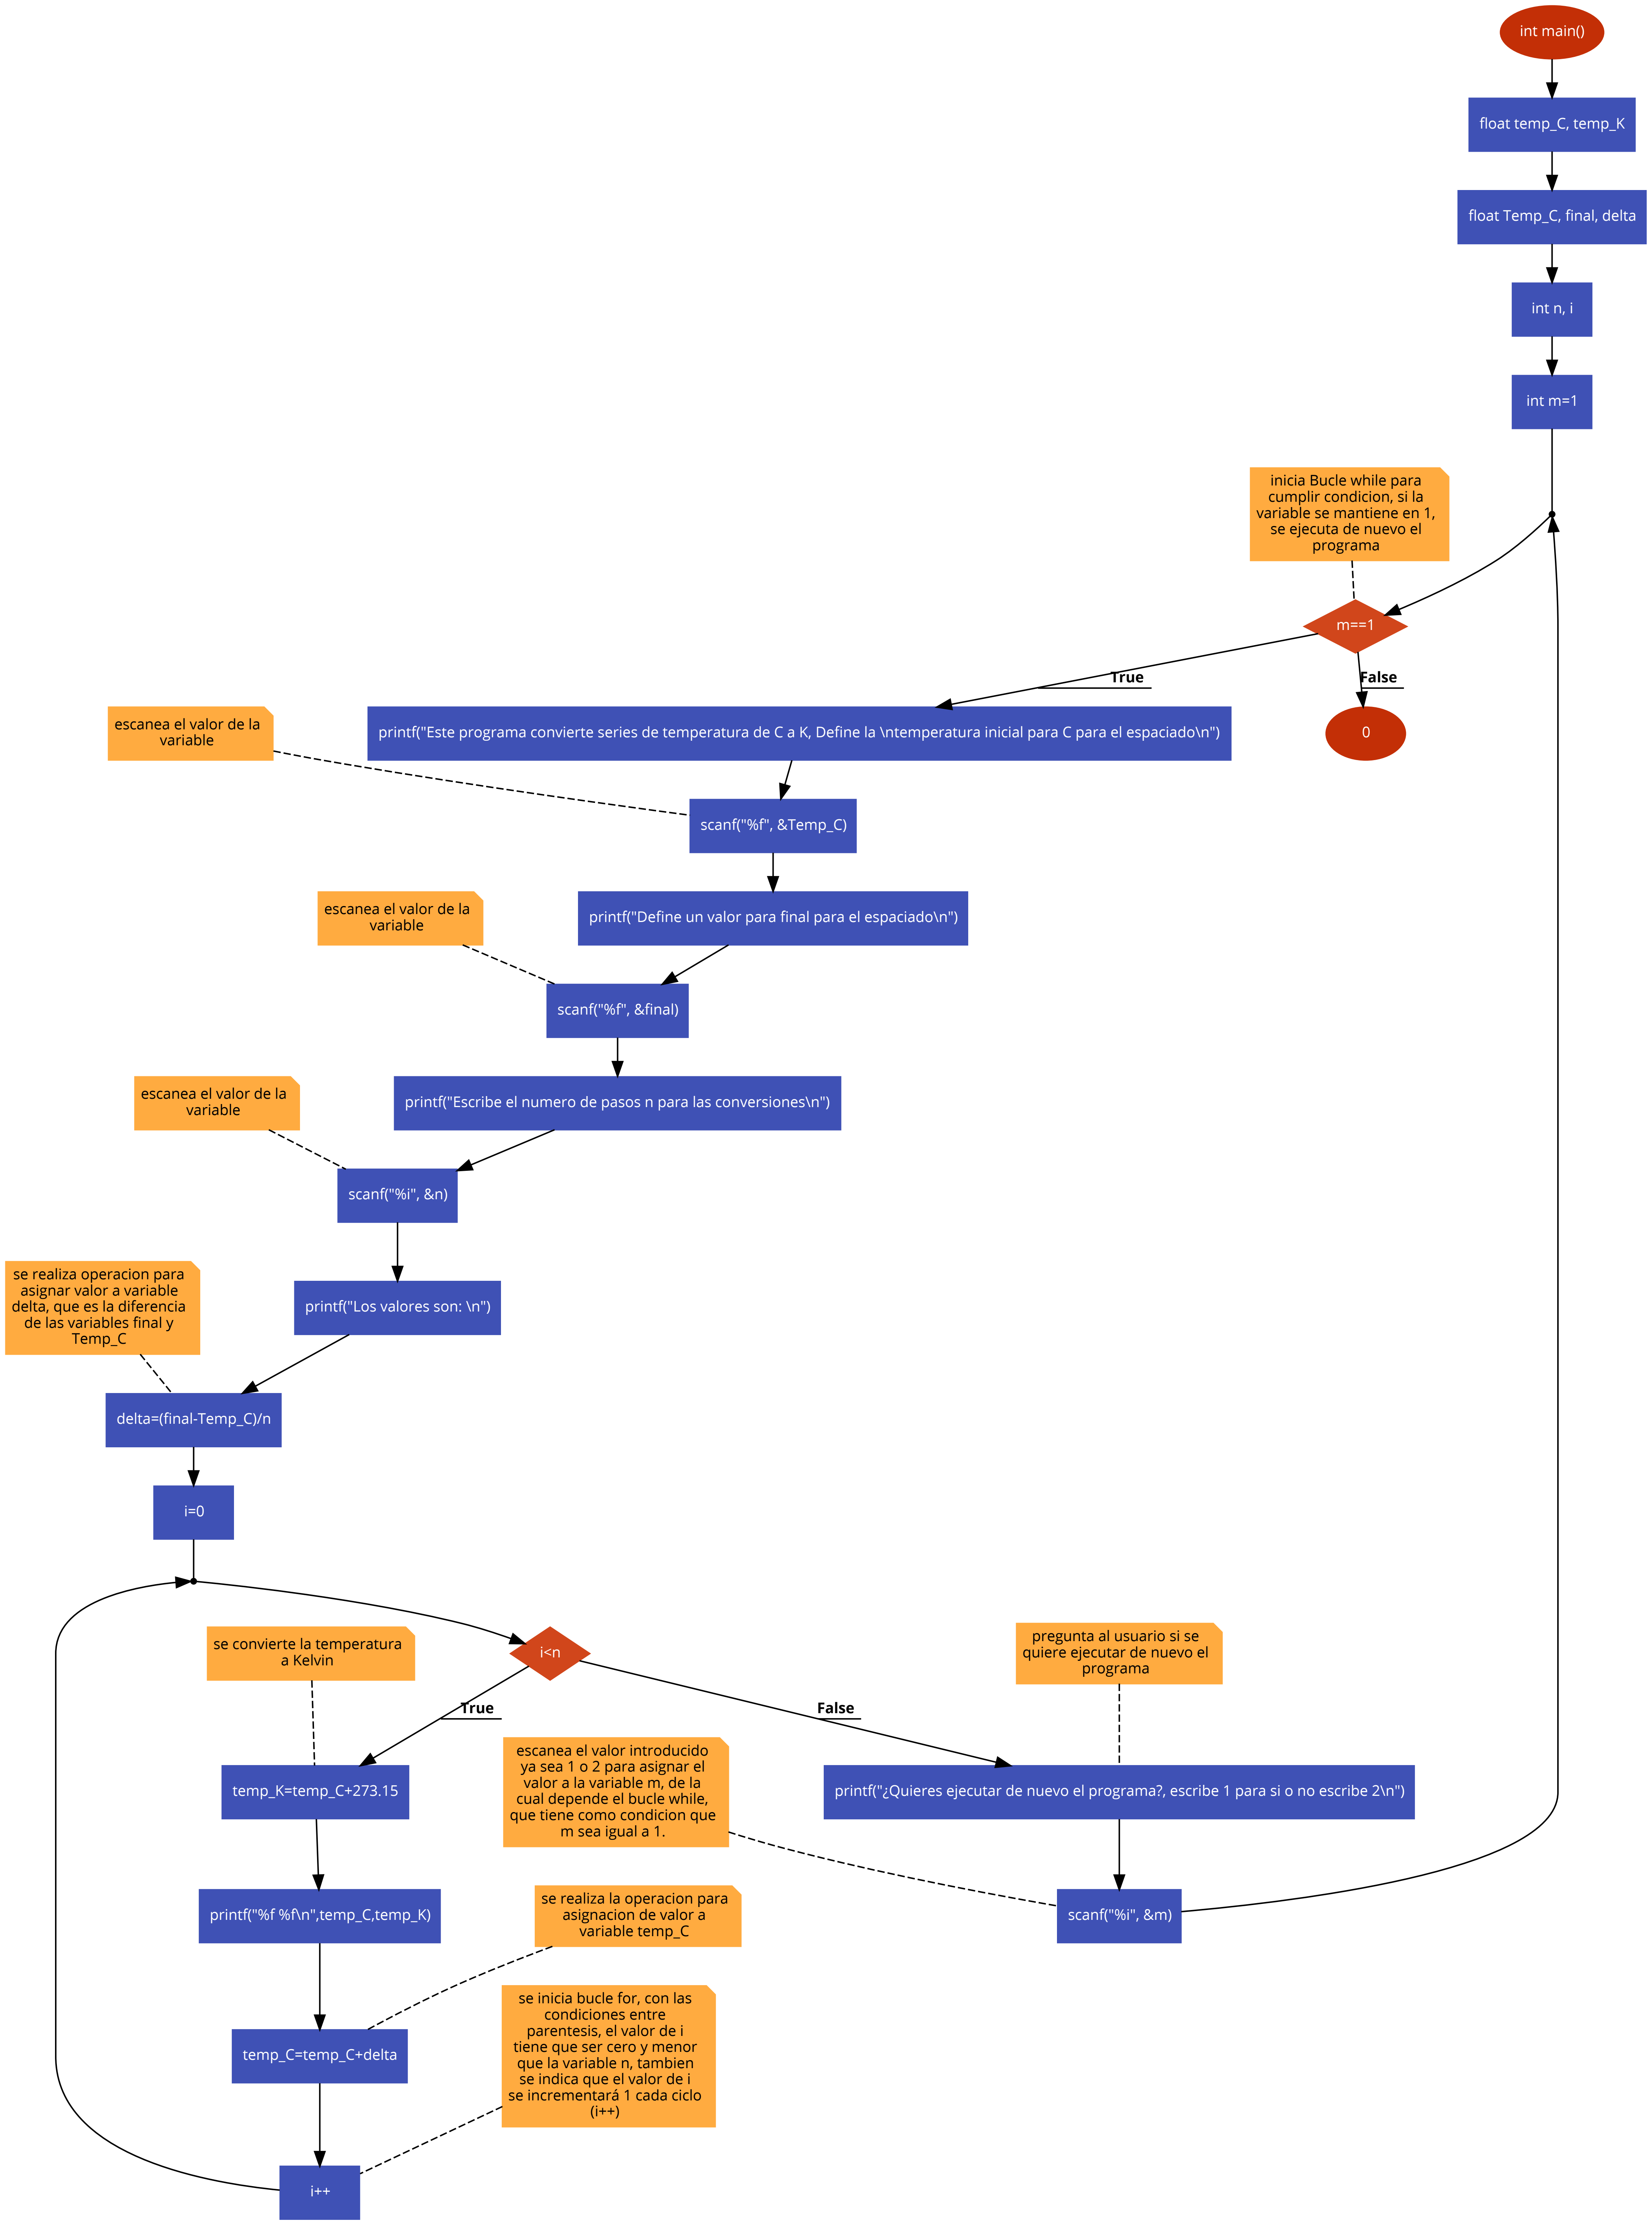 int main()
float temp_C, temp_K
float Temp_C, final, delta
int n, i
int m=1
inicia Bucle while para
cumplir condicion, si la
variable se mantiene en 1,
se ejecuta de nuevo el
programa
m==1
True
False
escanea el valor de la
variable
printf("Este programa convierte series de temperatura de C a K, Define la \ntemperatura inicial para C para el espaciado\n")
0
scanf("%f", &Temp_C)
escanea el valor de la
variable
printf("Define un valor para final para el espaciado\n")
scanf("%f", &final)
escanea el valor de la
variable
printf("Escribe el numero de pasos n para las conversiones\n")
scanf("%i", &n)
se realiza operacion para
asignar valor a variable
delta, que es la diferencia
de las variables final y
Temp_C
printf("Los valores son: \n")
delta=(final-Temp_C)/n
i=0
se convierte la temperatura
a Kelvin
i<n
pregunta al usuario si se
quiere ejecutar de nuevo el
programa
True
False
temp_K=temp_C+273.15
escanea el valor introducido
ya sea 1 o 2 para asignar el
valor a la variable m, de la
cual depende el bucle while,
que tiene como condicion que
m sea igual a 1.
printf("¿Quieres ejecutar de nuevo el programa?, escribe 1 para si o no escribe 2\n")
printf("%f %f\n",temp_C,temp_K)
se realiza la operacion para
asignacion de valor a
variable temp_C
scanf("%i", &m)
temp_C=temp_C+delta
se inicia bucle for, con las
condiciones entre
parentesis, el valor de i
tiene que ser cero y menor
que la variable n, tambien
se indica que el valor de i
se incrementará 1 cada ciclo
(i++)
i++